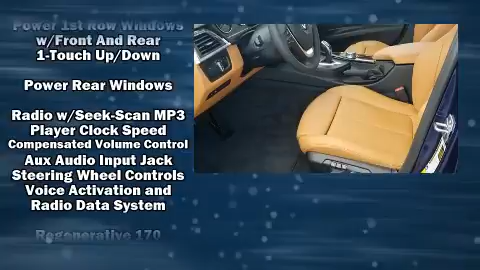 Power 1st Row Windows
w/Front And Rear
1-Touch Up/Down
Power Rear Windows
Radio w/Seek-Scan MP3
Player Clock Speed
Compensated Volume Control
Aux Audio Input Jack
Steering Wheel Controls
Voice Activation and
Radio Data System
Regenerative 170